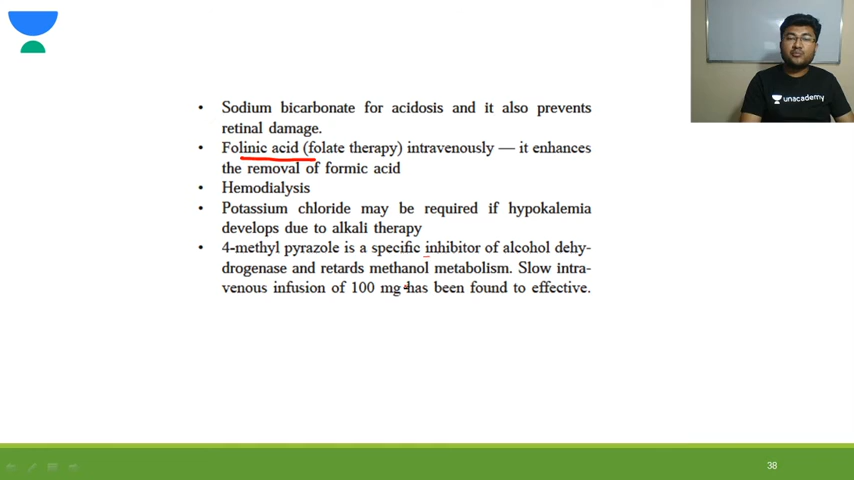 unacademy
• Sodium bicarbonate for acidosis and it also prevents
retinal damage.
• Folinic acid (folate therapy) intravenously — it enhances
the removal of formic acid
• Hemodialysis
• Potassium chloride may be required if hypokalemia
develops due to alkali therapy
• 4-methyl pyrazole is a specific inhibitor of alcohol dehy-
drogenase and retards methanol metabolism. Slow intra-
venous infusion of 100 mg has been found to effective.
38